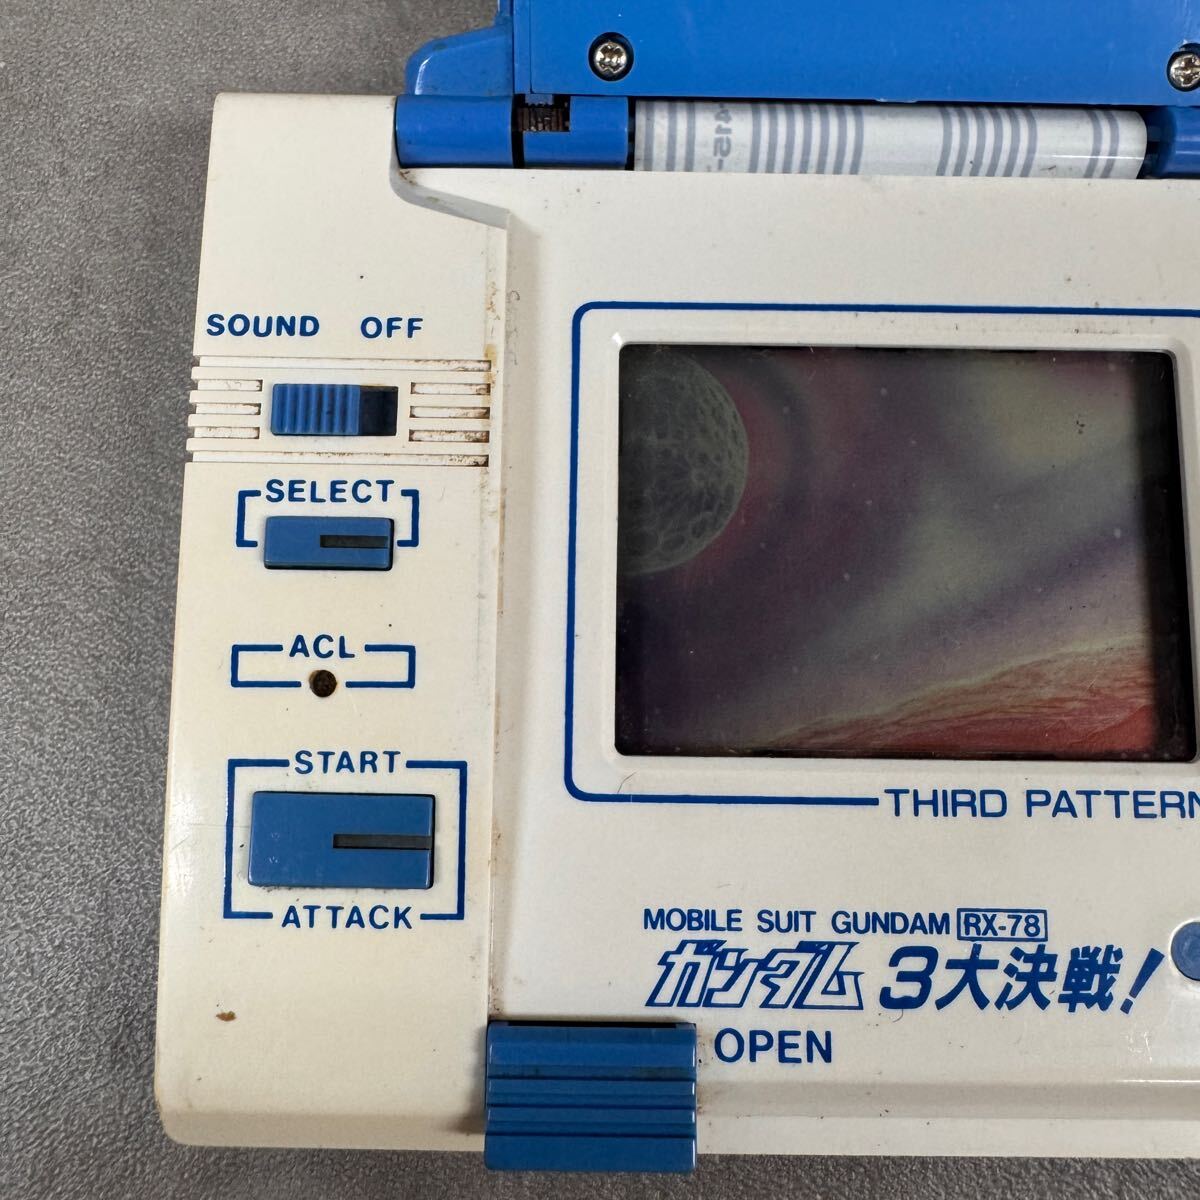 -415-
SOUND OFF
SELECT
ACL
START
ATTACK
THIRD PATTERN
MOBILE SUIT GUNDAM RX-78
ガンダム 3大決戦!
OPEN